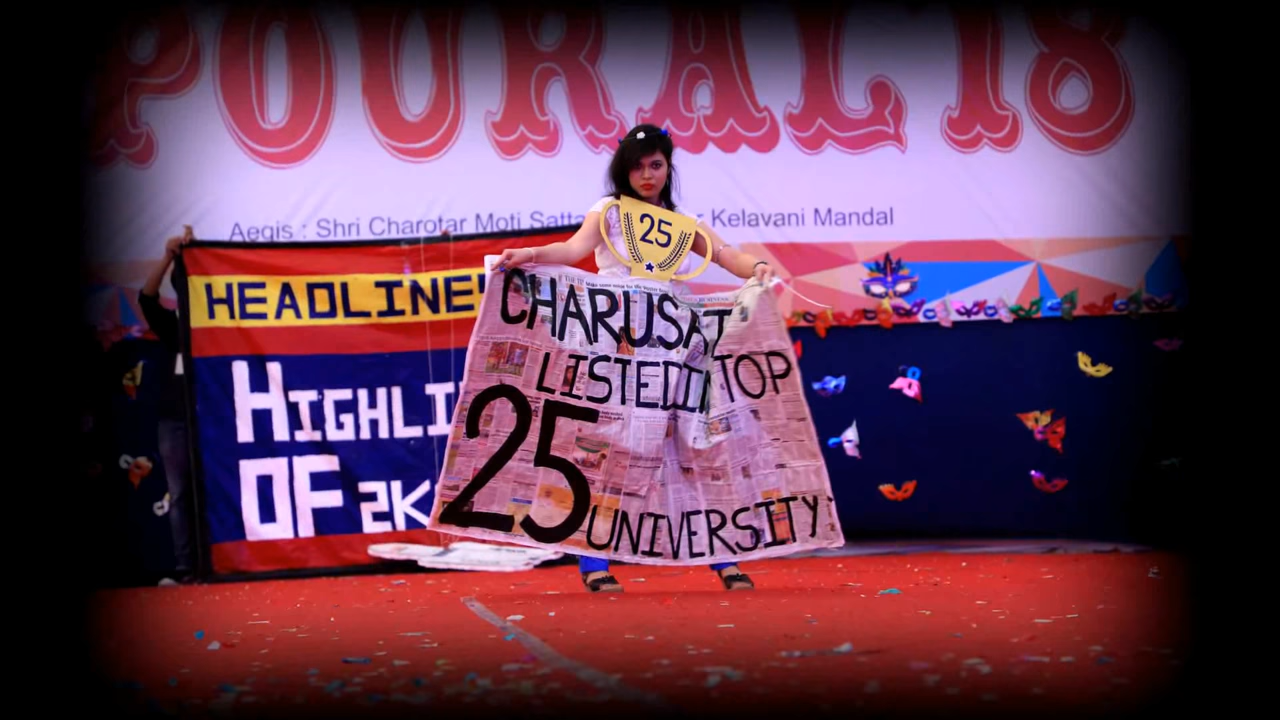 POURAL'18
Aegis : Shri Charotar Moti Kelavani Mandal
HEADLINE
HIGHLI
OF 2K
25
CHARUSAT
LISTED IN TOP
25 UNIVERSITY